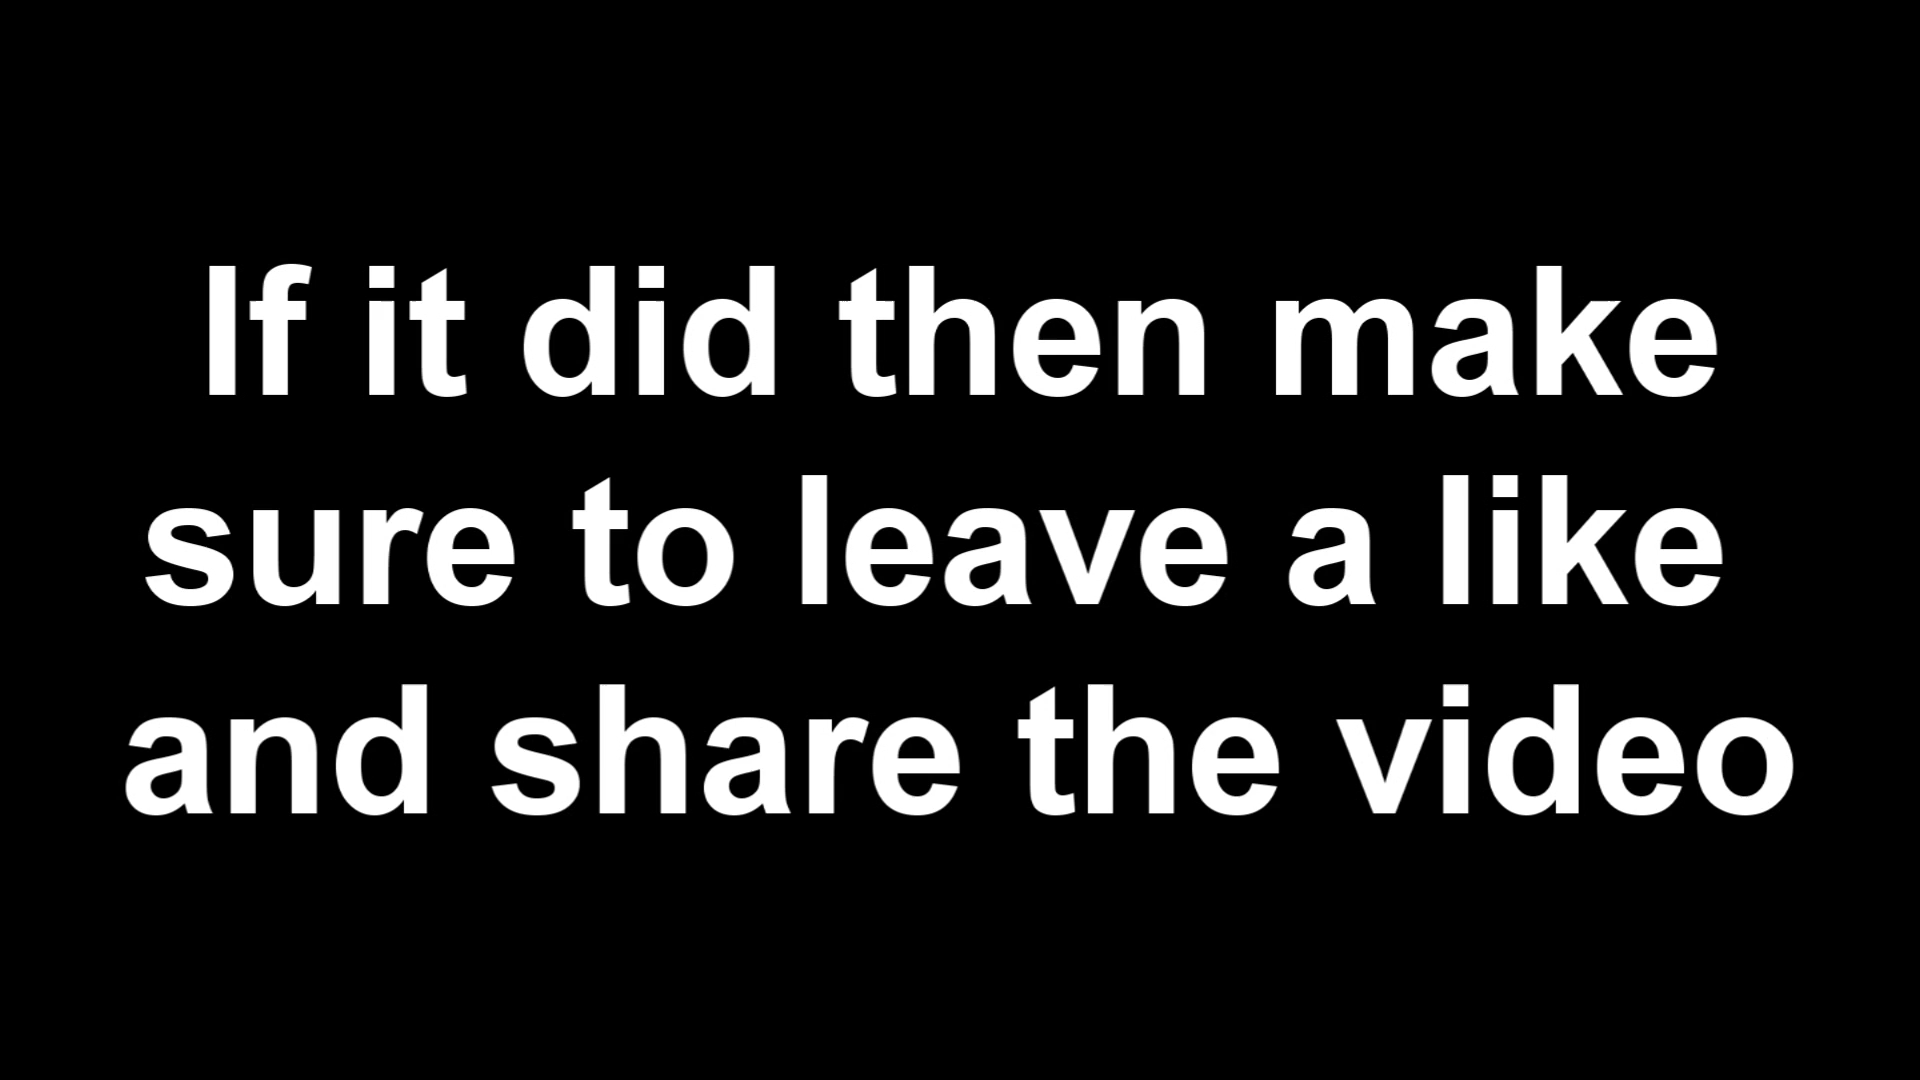 If it did then make
sure to leave a like
and share the video